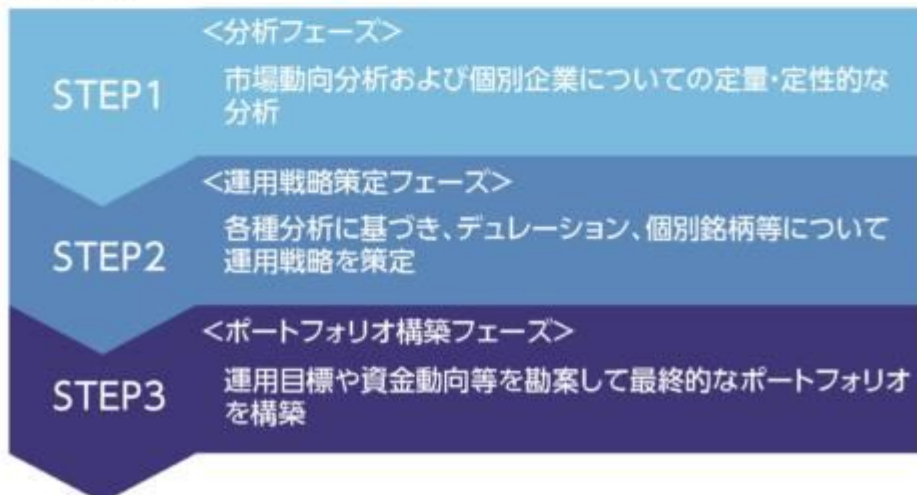 <分析フェーズ>
STEP1
市場動向分析および個別企業についての定量・定性的な
分析
<運用戦略策定フェーズ>
STEP2
各種分析に基づき、デュレーション、個別銘柄等について
運用戦略を策定
<ポートフォリオ構築フェーズ>
STEP3
運用目標や資金動向等を勘案して最終的なポートフォリオ
を構築